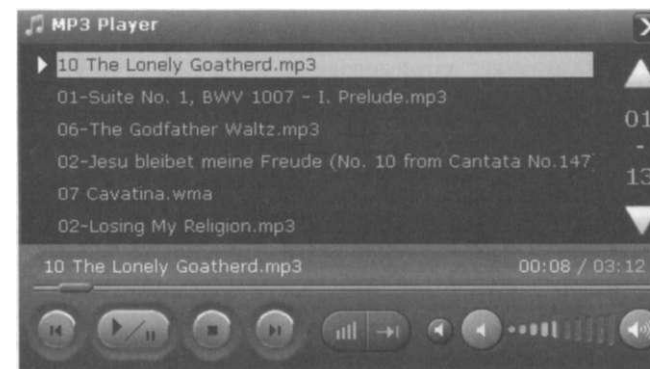 MP3 Player
10 The Lonely Goatherd.mp3
01-Suite No. 1, BWV 1007 - I. Prelude.mp3
06-The Godfather Waltz.mp3
02-Jesu bleibet meine Freude (No. 10 from Cantata No.147
07 Cavatina.wma
02-Losing My Religion.mp3
01
-
13
10 The Lonely Goatherd.mp3 00:08 / 03:12